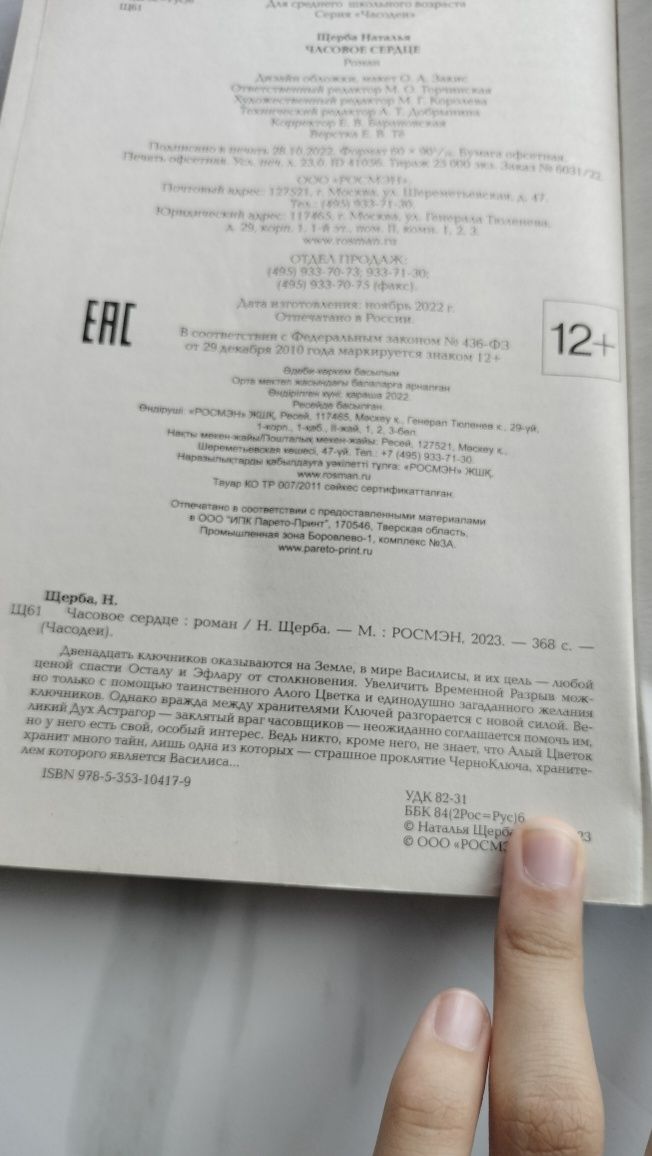 Щ61
Для среднего школьного возраста
Серия «Часодеи»
Щерба Наталья
ЧАСОВОЕ СЕРДЦЕ
Роман
Дизайн обложки, макет О. А. Закис
Ответственный редактор М. О. Торчинская
Художественный редактор М. Г. Королева
Технический редактор А. Т. Добрынина
Корректор Е. В. Барановская
Верстка Е. В. Тё
Подписано в печать 28.10.2022. Формат 60 × 90¹/₁₆. Бумага офсетная.
Печать офсетная. Усл. печ. л. 23,0. ID 41056. Тираж 25 000 экз. Заказ № 6031/22.
ООО «РОСМЭН».
Почтовый адрес: 127521, г. Москва, ул. Шереметьевская, д. 47.
Тел.: (495) 933-71-30.
Юридический адрес: 117465, г. Москва, ул. Генерала Тюленева,
д. 29, корп. 1, 1-й эт., пом. II, комн. 1, 2, 3.
www.rosman.ru
ОТДЕЛ ПРОДАЖ:
(495) 933-70-73; 933-71-30;
(495) 933-70-75 (факс).
Дата изготовления: ноябрь 2022 г.
Отпечатано в России.
EAC
12+
В соответствии с Федеральным законом № 436-ФЗ
от 29 декабря 2010 года маркируется знаком 12+
Әдеби-көркем басылым
Орта мектеп жасындағы балаларға арналған
Өндірілген күні: қараша 2022.
Ресейде басылған.
Өндіруші: «РОСМЭН» ЖШҚ, Ресей, 117465, Мәскеу қ., Генерал Тюленев к., 29-үй,
1-корп., 1-қаб., II-жай, 1, 2, 3-бөл.
Нақты мекен-жайы/Пошталық мекен-жайы: Ресей, 127521, Мәскеу қ.,
Шереметьевская көшесі, 47-үй. Тел.: +7 (495) 933-71-30.
Наразылықтарды қабылдауға уәкілетті тұлға: «РОСМЭН» ЖШҚ.
www.rosman.ru
Тауар КО ТР 007/2011 сәйкес сертификатталған.
Отпечатано в соответствии с предоставленными материалами
в ООО "ИПК Парето-Принт", 170546, Тверская область,
Промышленная зона Боровлево-1, комплекс №3А.
www.pareto-print.ru
Щерба, Н.
Щ61 Часовое сердце : роман / Н. Щерба. — М. : РОСМЭН, 2023. — 368 с. —
(Часодеи).
Двенадцать ключников оказываются на Земле, в мире Василисы, и их цель — любой
ценой спасти Осталу и Эфлару от столкновения. Увеличить Временной Разрыв мож-
но только с помощью таинственного Алого Цветка и единодушно загаданного желания
ключников. Однако вражда между хранителями Ключей разгорается с новой силой. Ве-
ликий Дух Астрагор — заклятый враг часовщиков — неожиданно соглашается помочь им,
но у него есть свой, особый интерес. Ведь никто, кроме него, не знает, что Алый Цветок
хранит много тайн, лишь одна из которых — страшное проклятие ЧерноКлюча, храните-
лем которого является Василиса...
ISBN 978-5-353-10417-9
УДК 82-31
ББК 84(2Рос=Рус)6
© Наталья Щерба
© ООО «РОСМЭ